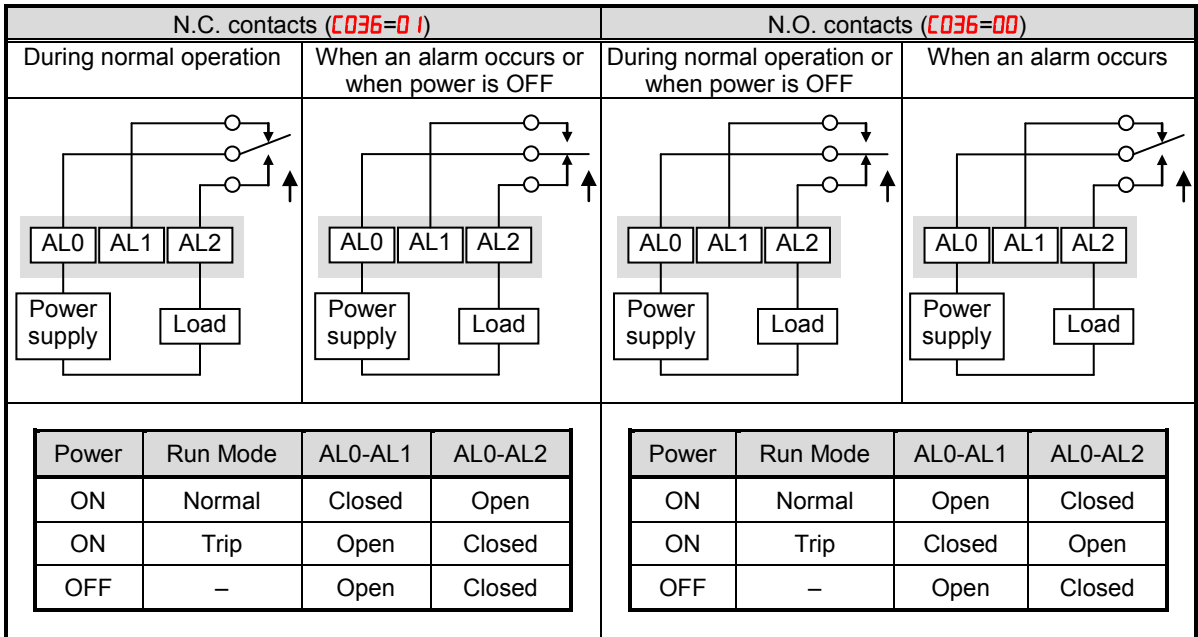 N.C. contacts (C036=01)
N.O. contacts (C036=00)
During normal operation
When an alarm occurs or
when power is OFF
During normal operation or
when power is OFF
When an alarm occurs
AL0 AL1 AL2
Power
supply
Load
AL0 AL1 AL2
Power
supply
Load
AL0 AL1 AL2
Power
supply
Load
AL0 AL1 AL2
Power
supply
Load
Power Run Mode AL0-AL1 AL0-AL2
ON Normal Closed Open
ON Trip Open Closed
OFF – Open Closed
Power Run Mode AL0-AL1 AL0-AL2
ON Normal Open Closed
ON Trip Closed Open
OFF – Open Closed